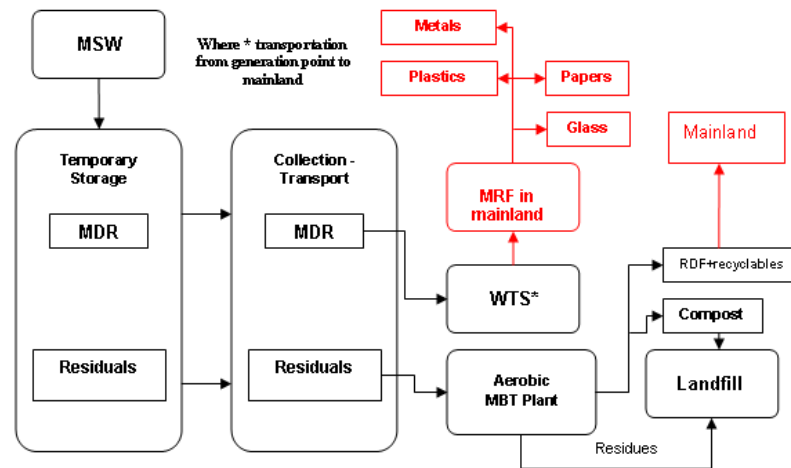 MSW
Where * transportation
from generation point to
mainland
Metals
Plastics
Papers
Glass
Mainland
Temporary
Storage
Collection -
Transport
MRF in
mainland
MDR
MDR
WTS*
RDF+recyclables
Compost
Residuals
Residuals
Aerobic
MBT Plant
Landfill
Residues